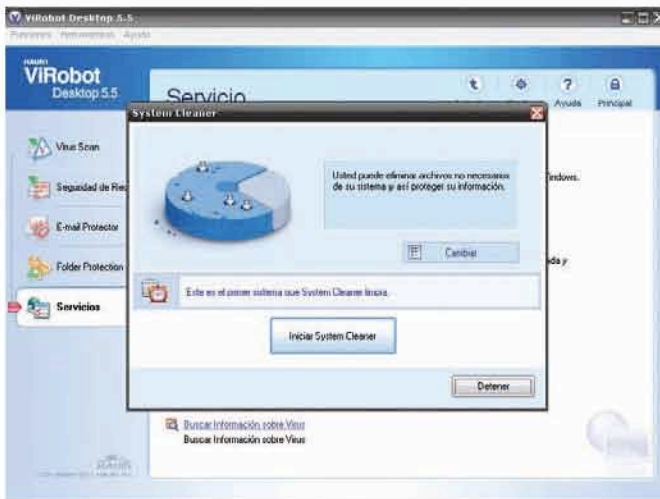 ViRobot Desktop 5.5
Funciones Herramientas Ayuda
HAURI
ViRobot
Desktop 5.5
Servicio
Ayuda
Principal
System Cleaner
Virus Scan
Usted puede eliminar archivos no necesarios
de su sistema y así proteger su información.
Windows.
Seguridad de Red
E-mail Protector
Cambiar
Folder Protection
Este es el primer sistema que System Cleaner limpia.
Servicios
Iniciar System Cleaner
Detener
Buscar Información sobre Virus
Buscar Información sobre Virus
HAURI